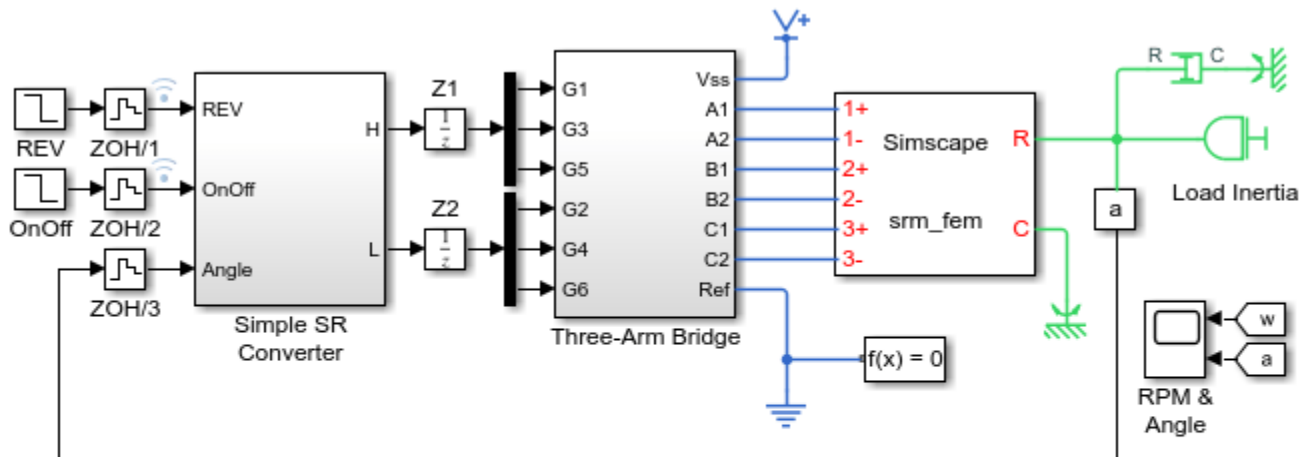 REV
ZOH/1
OnOff
ZOH/2
ZOH/3
REV
OnOff
Angle
H
L
Simple SR
Converter
Z1
1
z
Z2
1
z
G1
G3
G5
G2
G4
G6
Vss
A1
A2
B1
B2
C1
C2
Ref
Three-Arm Bridge
V+
1+
1-
2+
2-
3+
3-
Simscape
srm_fem
R
C
f(x) = 0
R
C
Load Inertia
a
w
a
RPM &
Angle